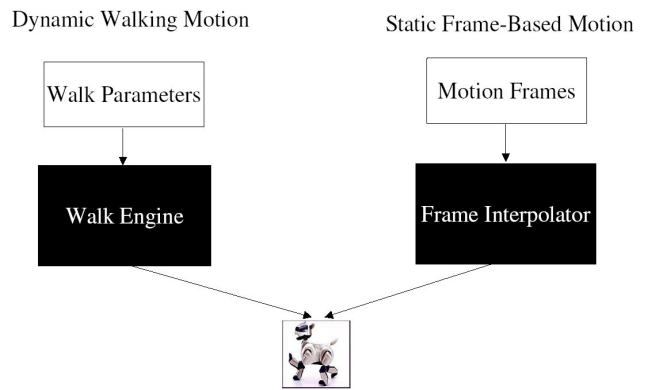 Dynamic Walking Motion
Static Frame-Based Motion
Walk Parameters
Motion Frames
Walk Engine
Frame Interpolator